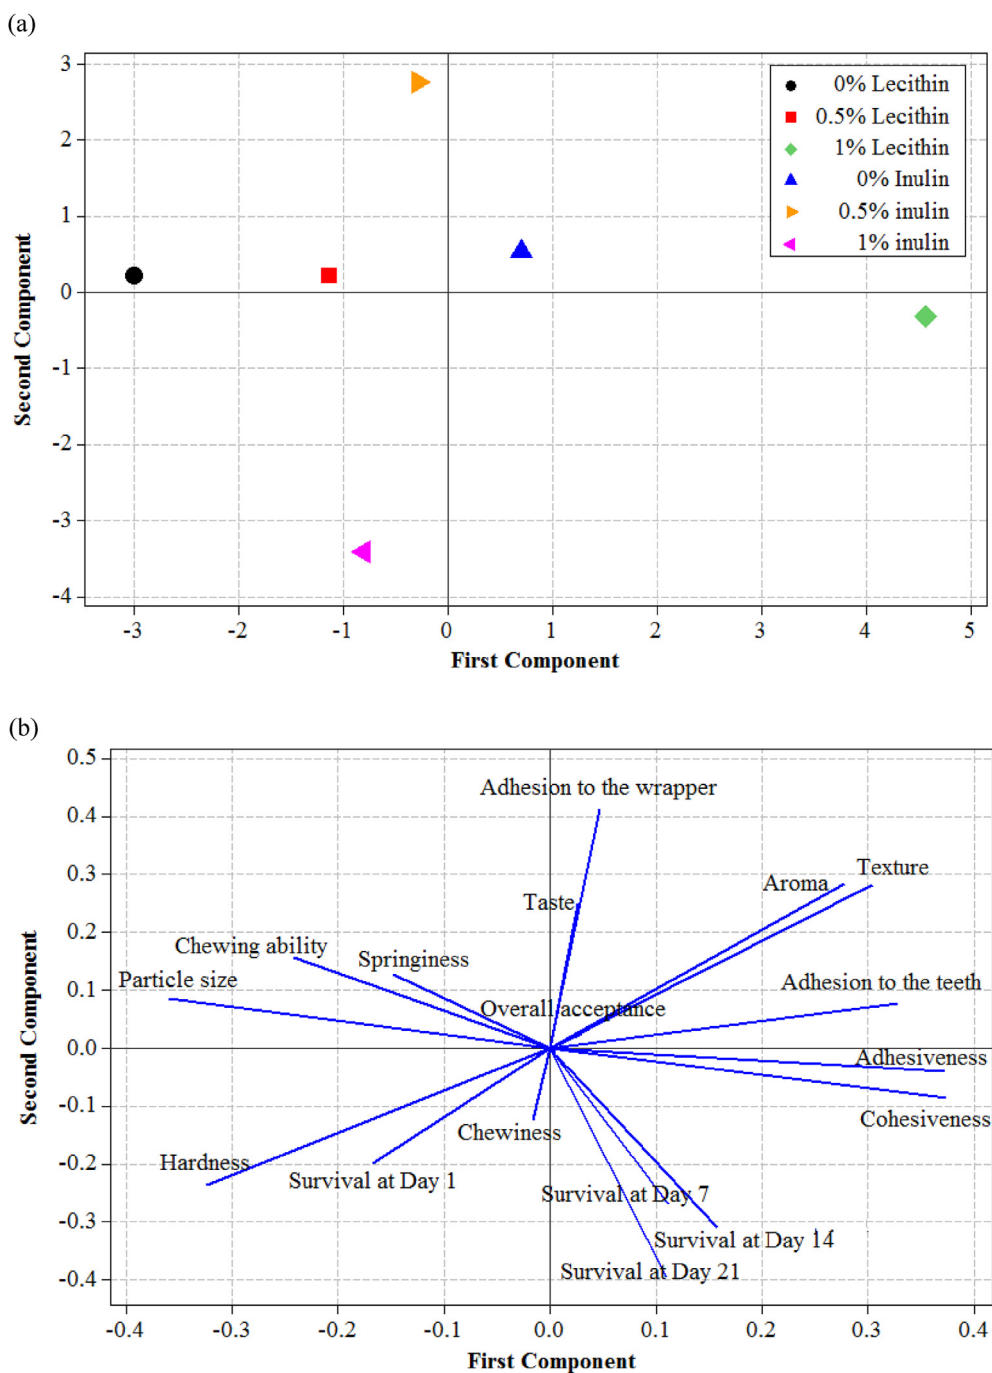 (a)
3
2
1
0
-1
-2
-3
-4
Second Component
0% Lecithin
0.5% Lecithin
1% Lecithin
0% Inulin
0.5% inulin
1% inulin
-3 -2 -1 0 1 2 3 4 5
First Component
(b)
0.5
0.4
0.3
0.2
0.1
0.0
-0.1
-0.2
-0.3
-0.4
Second Component
Adhesion to the wrapper
Texture
Aroma
Taste
Chewing ability
Springiness
Particle size
Adhesion to the teeth
Overall acceptance
Adhesiveness
Cohesiveness
Chewiness
Hardness
Survival at Day 1
Survival at Day 7
Survival at Day 14
Survival at Day 21
-0.4 -0.3 -0.2 -0.1 0.0 0.1 0.2 0.3 0.4
First Component